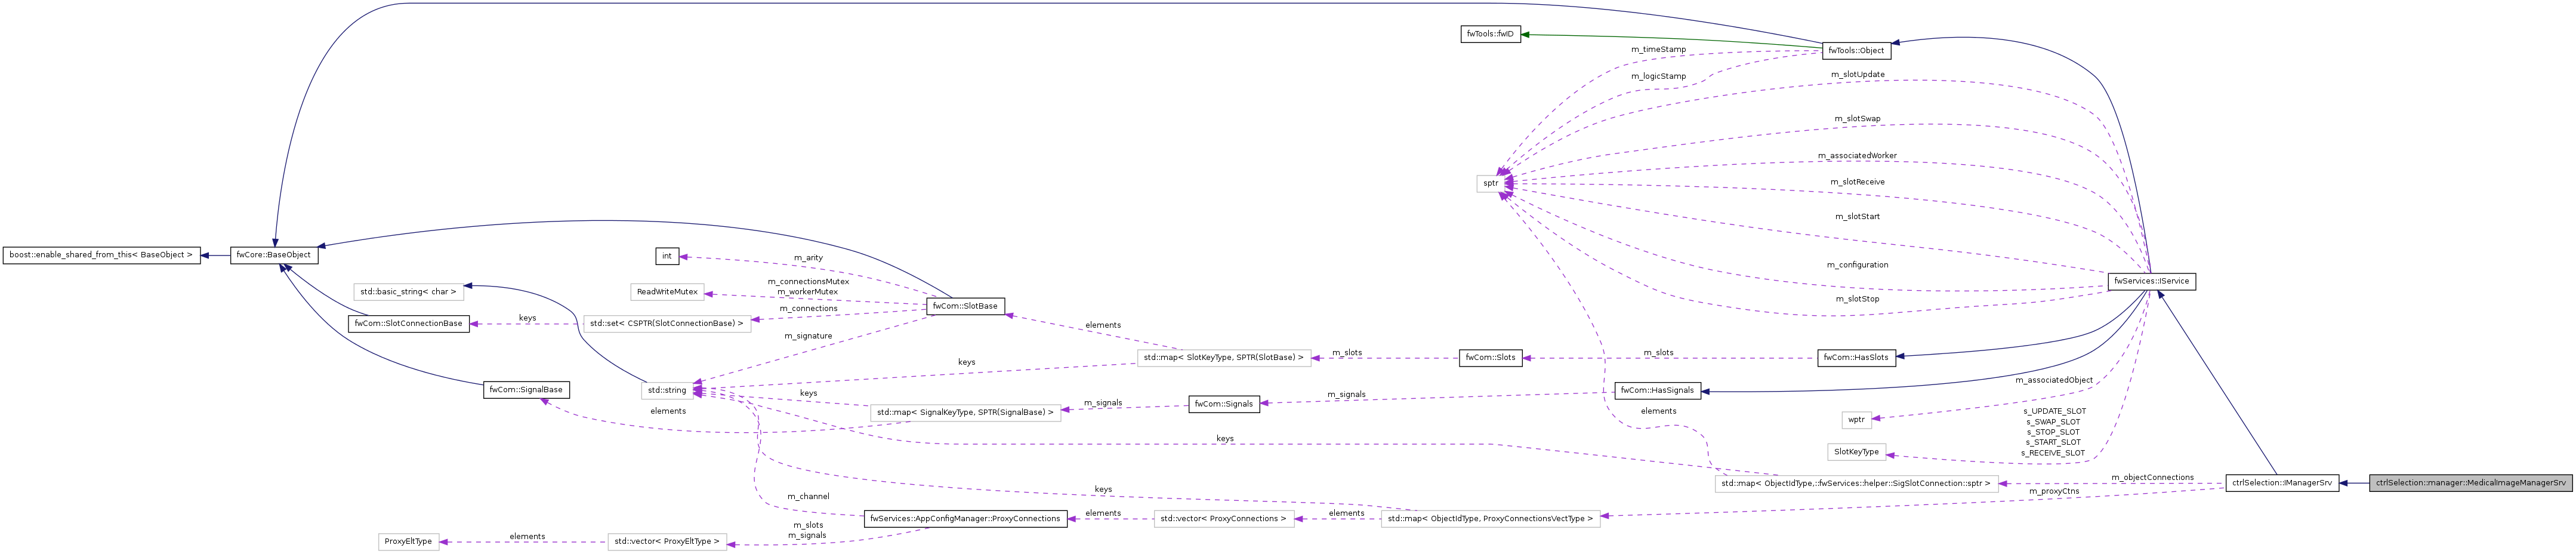 fwTools::fwID
fwTools::Object
m_timeStamp
m_logicStamp
m_slotUpdate
m_slotSwap
m_associatedWorker
m_slotReceive
sptr
m_slotStart
m_configuration
m_slotStop
fwServices::IService
boost::enable_shared_from_this< BaseObject >
fwCore::BaseObject
int
m_arity
std::basic_string< char >
ReadWriteMutex
m_connectionsMutex
m_workerMutex
fwCom::SlotBase
m_connections
fwCom::SlotConnectionBase
keys
std::set< CSPTR(SlotConnectionBase) >
m_signature
elements
std::map< SlotKeyType, SPTR(SlotBase) >
m_slots
fwCom::Slots
m_slots
fwCom::HasSlots
keys
fwCom::SignalBase
std::string
keys
elements
std::map< SignalKeyType, SPTR(SignalBase) >
m_signals
fwCom::Signals
m_signals
fwCom::HasSignals
m_associatedObject
wptr
s_UPDATE_SLOT
s_SWAP_SLOT
s_STOP_SLOT
s_START_SLOT
s_RECEIVE_SLOT
SlotKeyType
elements
keys
std::map< ObjectIdType,::fwServices::helper::SigSlotConnection::sptr >
m_objectConnections
ctrlSelection::IManagerSrv
ctrlSelection::manager::MedicalImageManagerSrv
m_proxyCtns
keys
m_channel
fwServices::AppConfigManager::ProxyConnections
elements
std::vector< ProxyConnections >
elements
std::map< ObjectIdType, ProxyConnectionsVectType >
m_slots
m_signals
ProxyEltType
elements
std::vector< ProxyEltType >